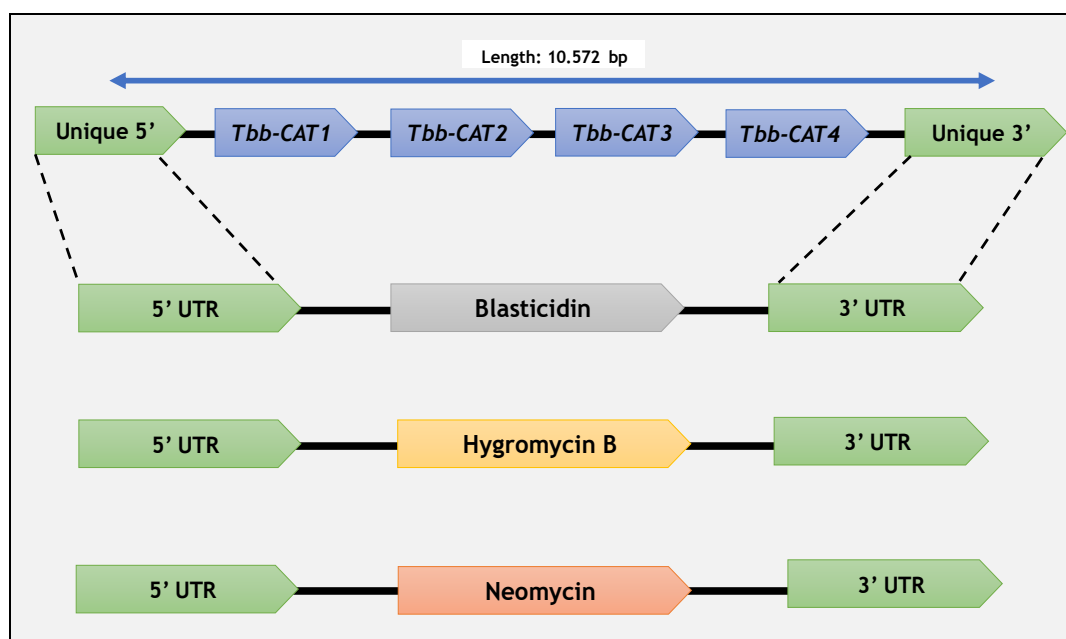 Length: 10.572 bp
Unique 5’ Tbb-CAT1 Tbb-CAT2 Tbb-CAT3 Tbb-CAT4 Unique 3’
5’ UTR Blasticidin 3’ UTR
5’ UTR Hygromycin B 3’ UTR
5’ UTR Neomycin 3’ UTR